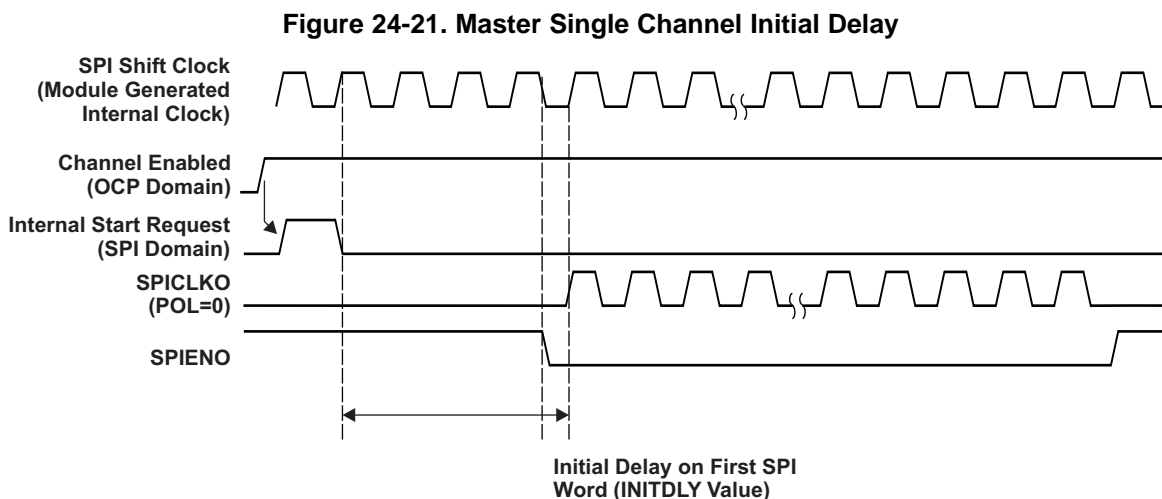 Figure 24-21. Master Single Channel Initial Delay
SPI Shift Clock
(Module Generated
Internal Clock)
Channel Enabled
(OCP Domain)
Internal Start Request
(SPI Domain)
SPICLKO
(POL=0)
SPIENO
Initial Delay on First SPI
Word (INITDLY Value)